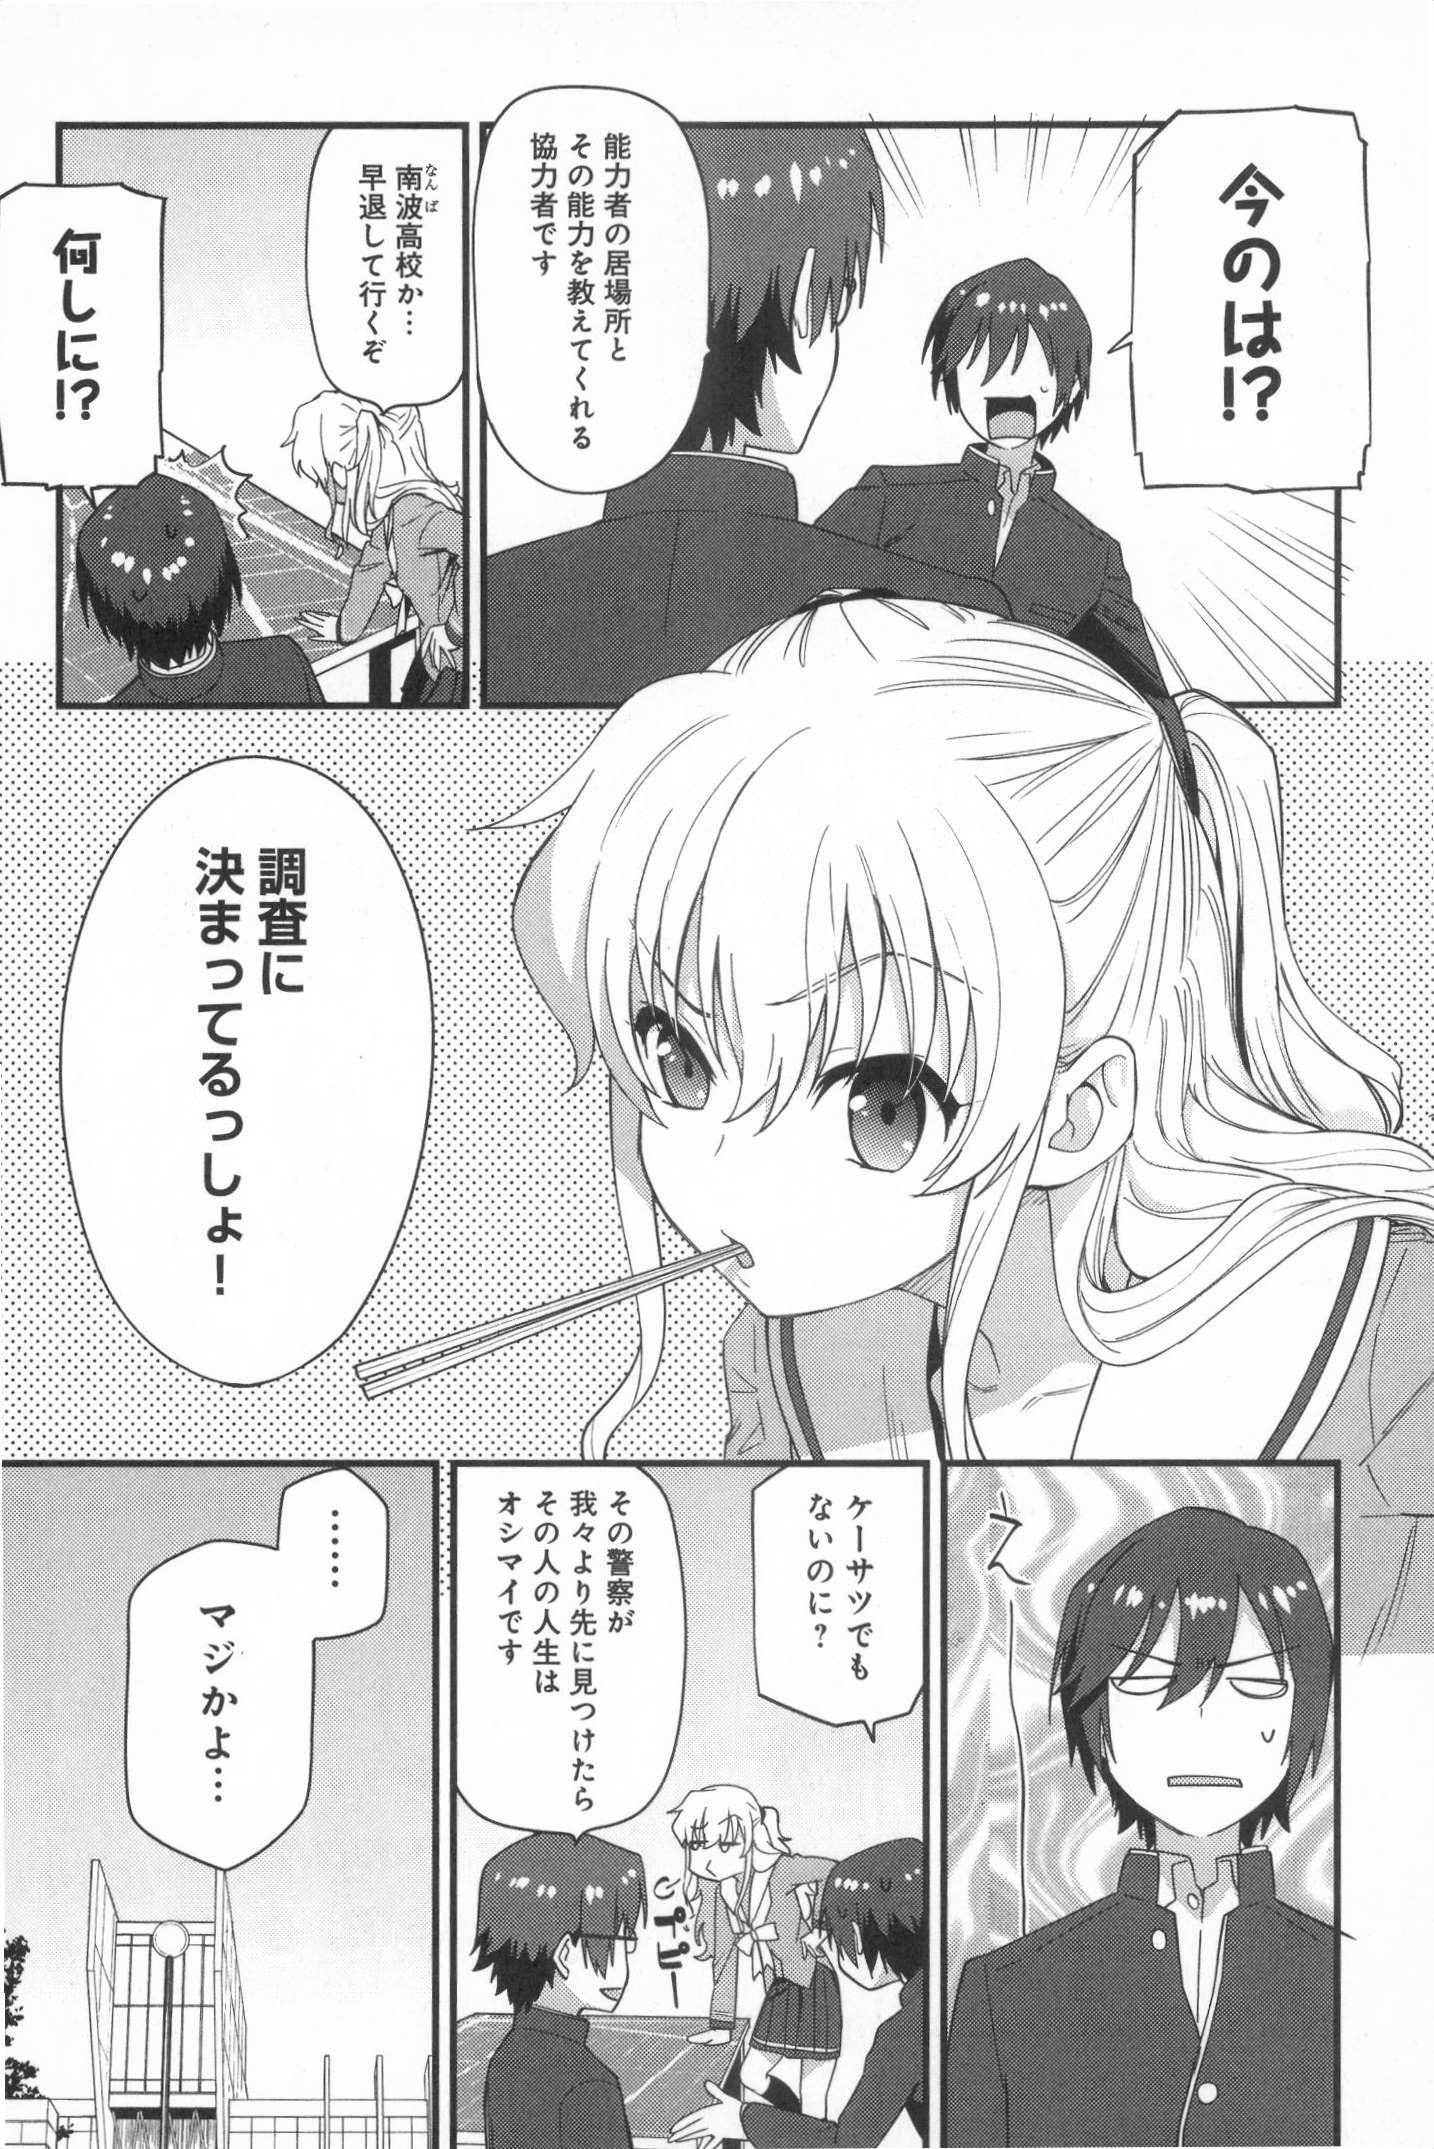 今のは!?
能力者の居場所と
その能力を教えてくれる
協力者です
南波高校か…
なんば
早退して行くぞ
何しに!?
調査に
決まってるっしょ！
え〜
ケーサツでも
ないのに？
その警察が
我々より先に見つけたら
その人の人生は
オシマイです
ピピー
……
マジかよ…